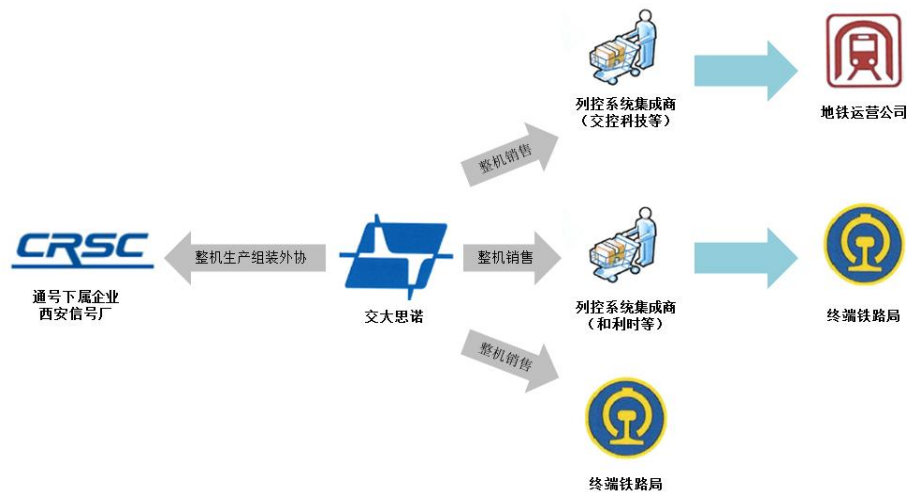 列控系统集成商
（交控科技等）
地铁运营公司
整机销售
CRSC
通号下属企业
西安信号厂
整机生产组装外协
交大思诺
整机销售
列控系统集成商
（和利时等）
终端铁路局
整机销售
终端铁路局